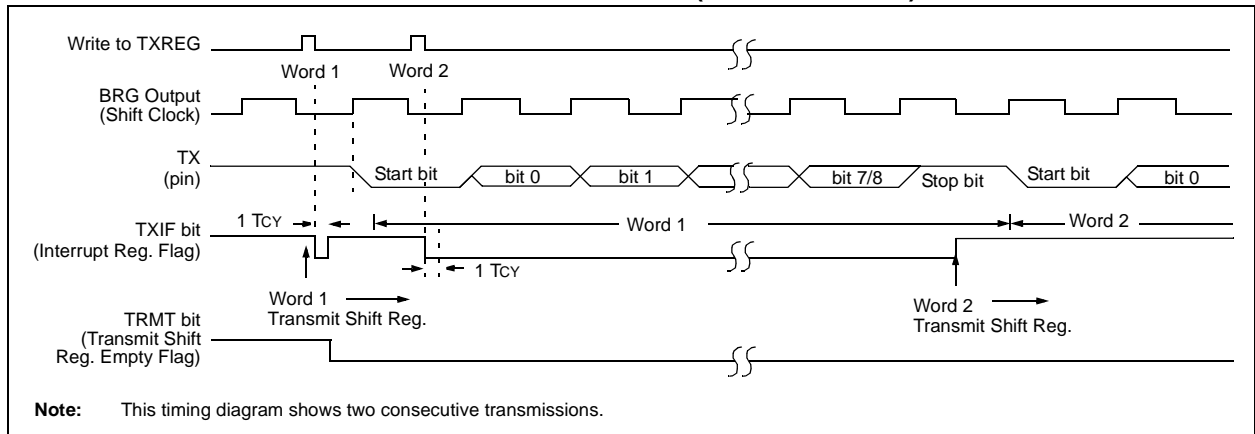 Write to TXREG
Word 1 Word 2
BRG Output
(Shift Clock)
TX
(pin)
Start bit bit 0 bit 1 bit 7/8 Stop bit Start bit bit 0
1 TCY
TXIF bit
(Interrupt Reg. Flag)
Word 1 Word 2
1 TCY
Word 1
Transmit Shift Reg.
Word 2
Transmit Shift Reg.
TRMT bit
(Transmit Shift
Reg. Empty Flag)
Note: This timing diagram shows two consecutive transmissions.